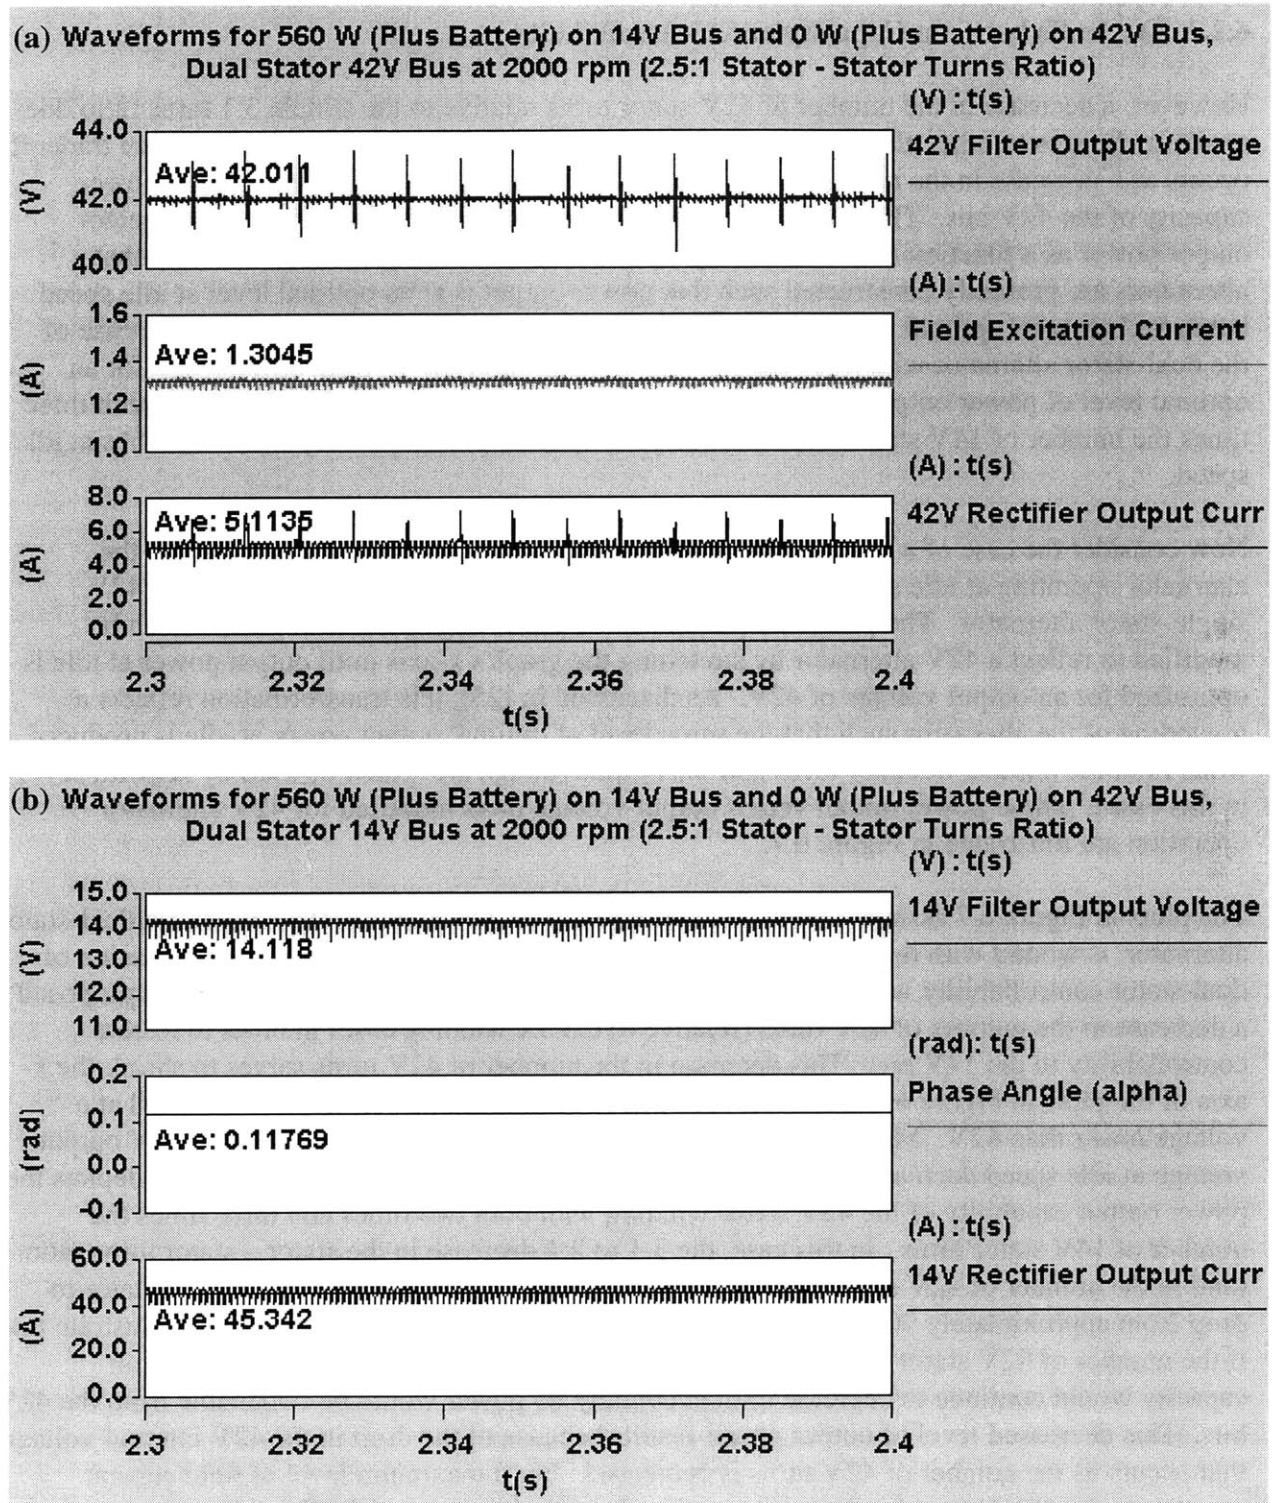 (a) Waveforms for 560 W (Plus Battery) on 14V Bus and 0 W (Plus Battery) on 42V Bus,
Dual Stator 42V Bus at 2000 rpm (2.5:1 Stator - Stator Turns Ratio)
(V) : t(s)
42V Filter Output Voltage
44.0
42.0
40.0
(V)
Ave: 42.011
(A) : t(s)
Field Excitation Current
1.6
1.4
1.2
1.0
(A)
Ave: 1.3045
(A) : t(s)
42V Rectifier Output Curr
8.0
6.0
4.0
2.0
0.0
(A)
Ave: 5.1135
2.3 2.32 2.34 2.36 2.38 2.4
t(s)
(b) Waveforms for 560 W (Plus Battery) on 14V Bus and 0 W (Plus Battery) on 42V Bus,
Dual Stator 14V Bus at 2000 rpm (2.5:1 Stator - Stator Turns Ratio)
(V) : t(s)
14V Filter Output Voltage
15.0
14.0
13.0
12.0
11.0
(V)
Ave: 14.118
(rad): t(s)
Phase Angle (alpha)
0.2
0.1
0.0
-0.1
(rad)
Ave: 0.11769
(A) : t(s)
14V Rectifier Output Curr
60.0
40.0
20.0
0.0
(A)
Ave: 45.342
2.3 2.32 2.34 2.36 2.38 2.4
t(s)